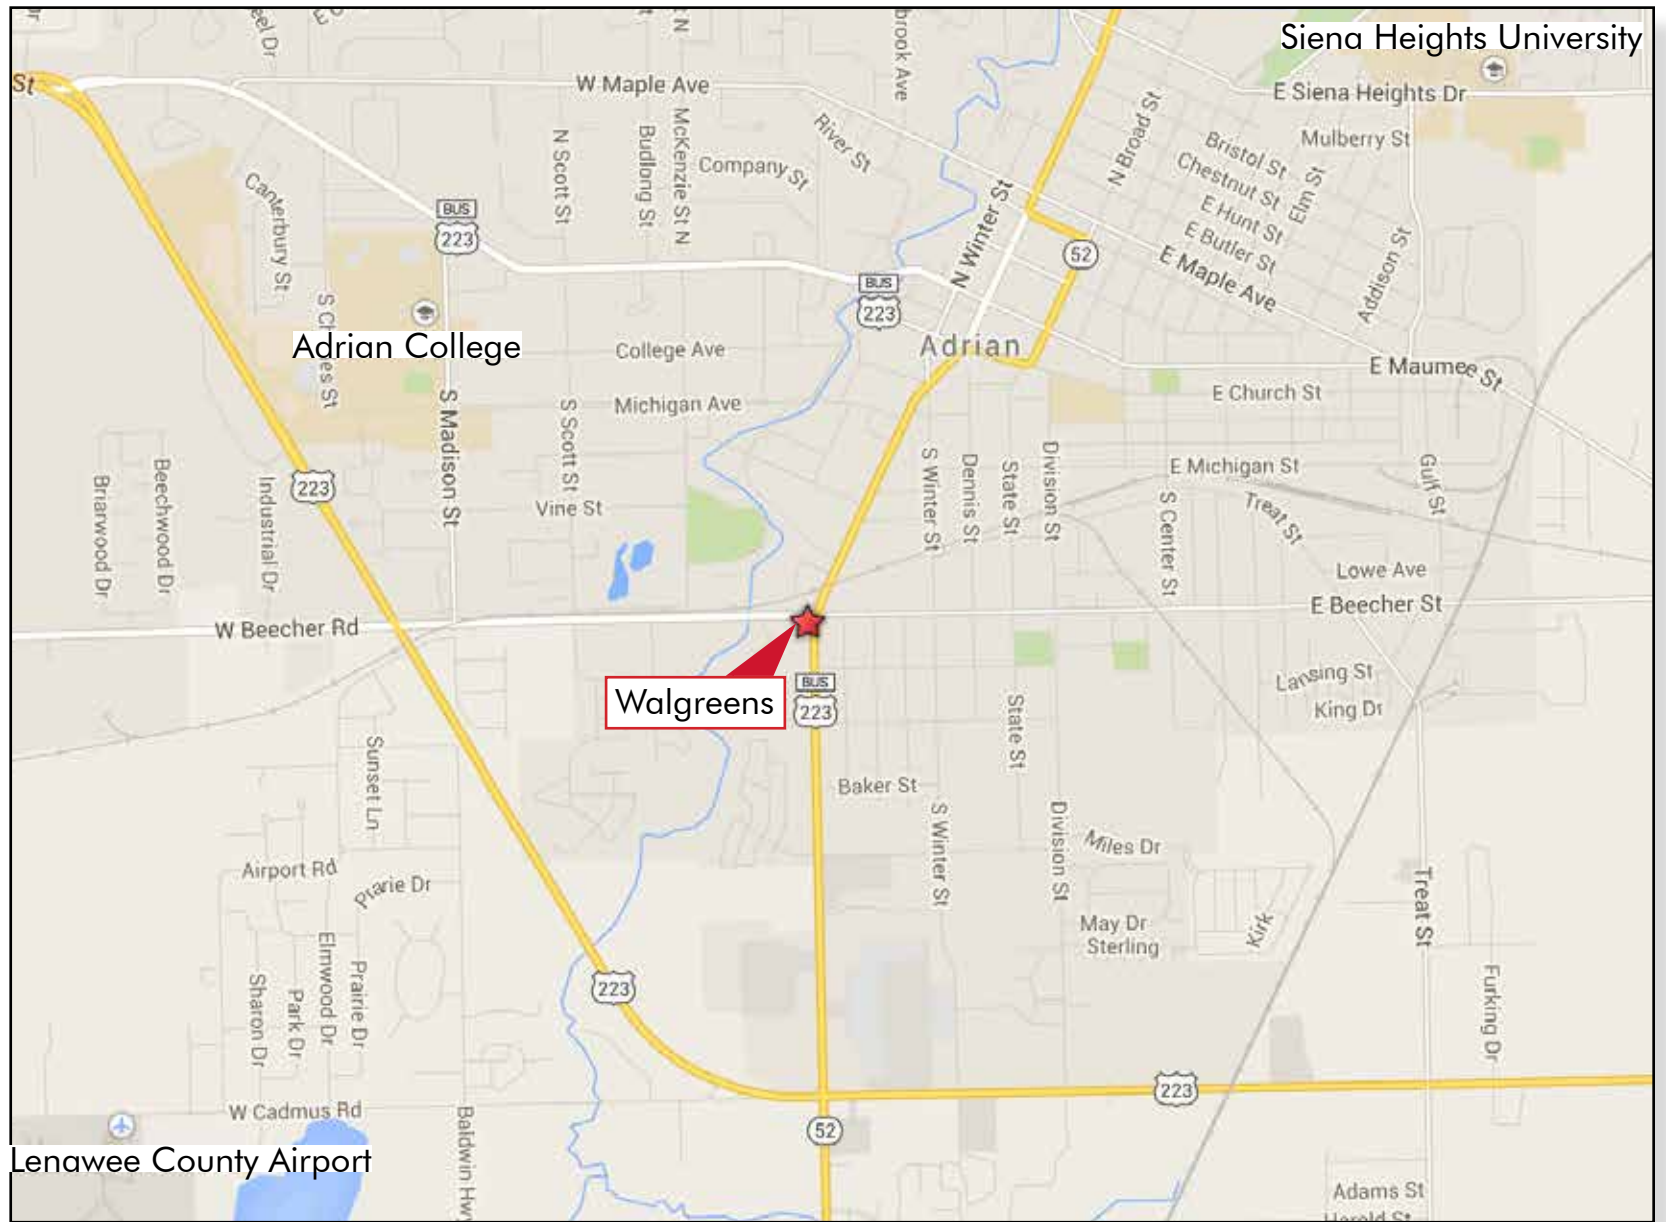 Siena Heights University
St
W Maple Ave
E Siena Heights Dr
brook Ave
N
eel Dr
Dr
River St
N Broad St
Mulberry St
Bristol St
Chestnut St
Elm St
E Hunt St
E Butler St
Company St
McKenzie St N
Budlong St
N Scott St
Canterbury St
BUS
223
N Winter St
52
E Maple Ave
Addison St
BUS
223
Adrian College
College Ave
Adrian
E Maumee St
E Church St
S Madison St
Michigan Ave
S Scott St
S Winter St
Dennis St
State St
Division St
E Michigan St
Gulf St
Treat St
S Center St
Briarwood Dr
Beechwood Dr
Industrial Dr
223
Vine St
Lowe Ave
E Beecher St
W Beecher Rd
Walgreens
BUS
223
Lansing St
King Dr
State St
Sunset Ln
Baker St
S Winter St
Division St
Miles Dr
Airport Rd
Prarie Dr
Treat St
May Dr
Sterling
Kirk
Elmwood Dr
Prairie Dr
Park Dr
Sharon Dr
223
Furking Dr
223
W Cadmus Rd
Baldwin Hwy
52
Lenawee County Airport
Adams St
Harold St